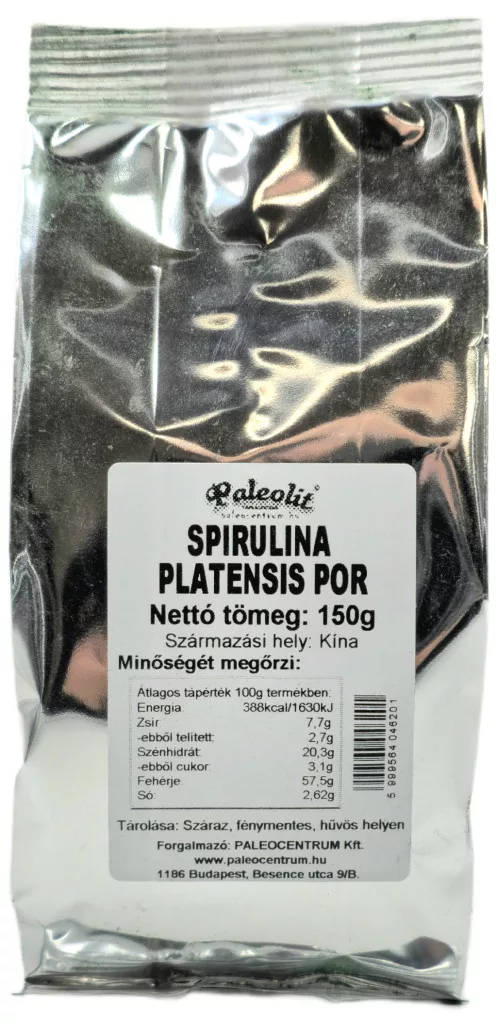 Paleolit
paleocentrum.hu
SPIRULINA
PLATENSIS POR
Nettó tömeg: 150g
Származási hely: Kína
Minőségét megőrzi:
Átlagos tápérték 100g termékben:
Energia 388kcal/1630kJ
Zsír: 7,7g
-ebből telített: 2,7g
Szénhidrát: 20,3g
-ebből cukor: 3,1g
Fehérje: 57,5g
Só: 2,62g
5 999564 046201
Tárolása: Száraz, fénymentes, hűvös helyen
Forgalmazó: PALEOCENTRUM Kft.
www.paleocentrum.hu
1186 Budapest, Besence utca 9/B.